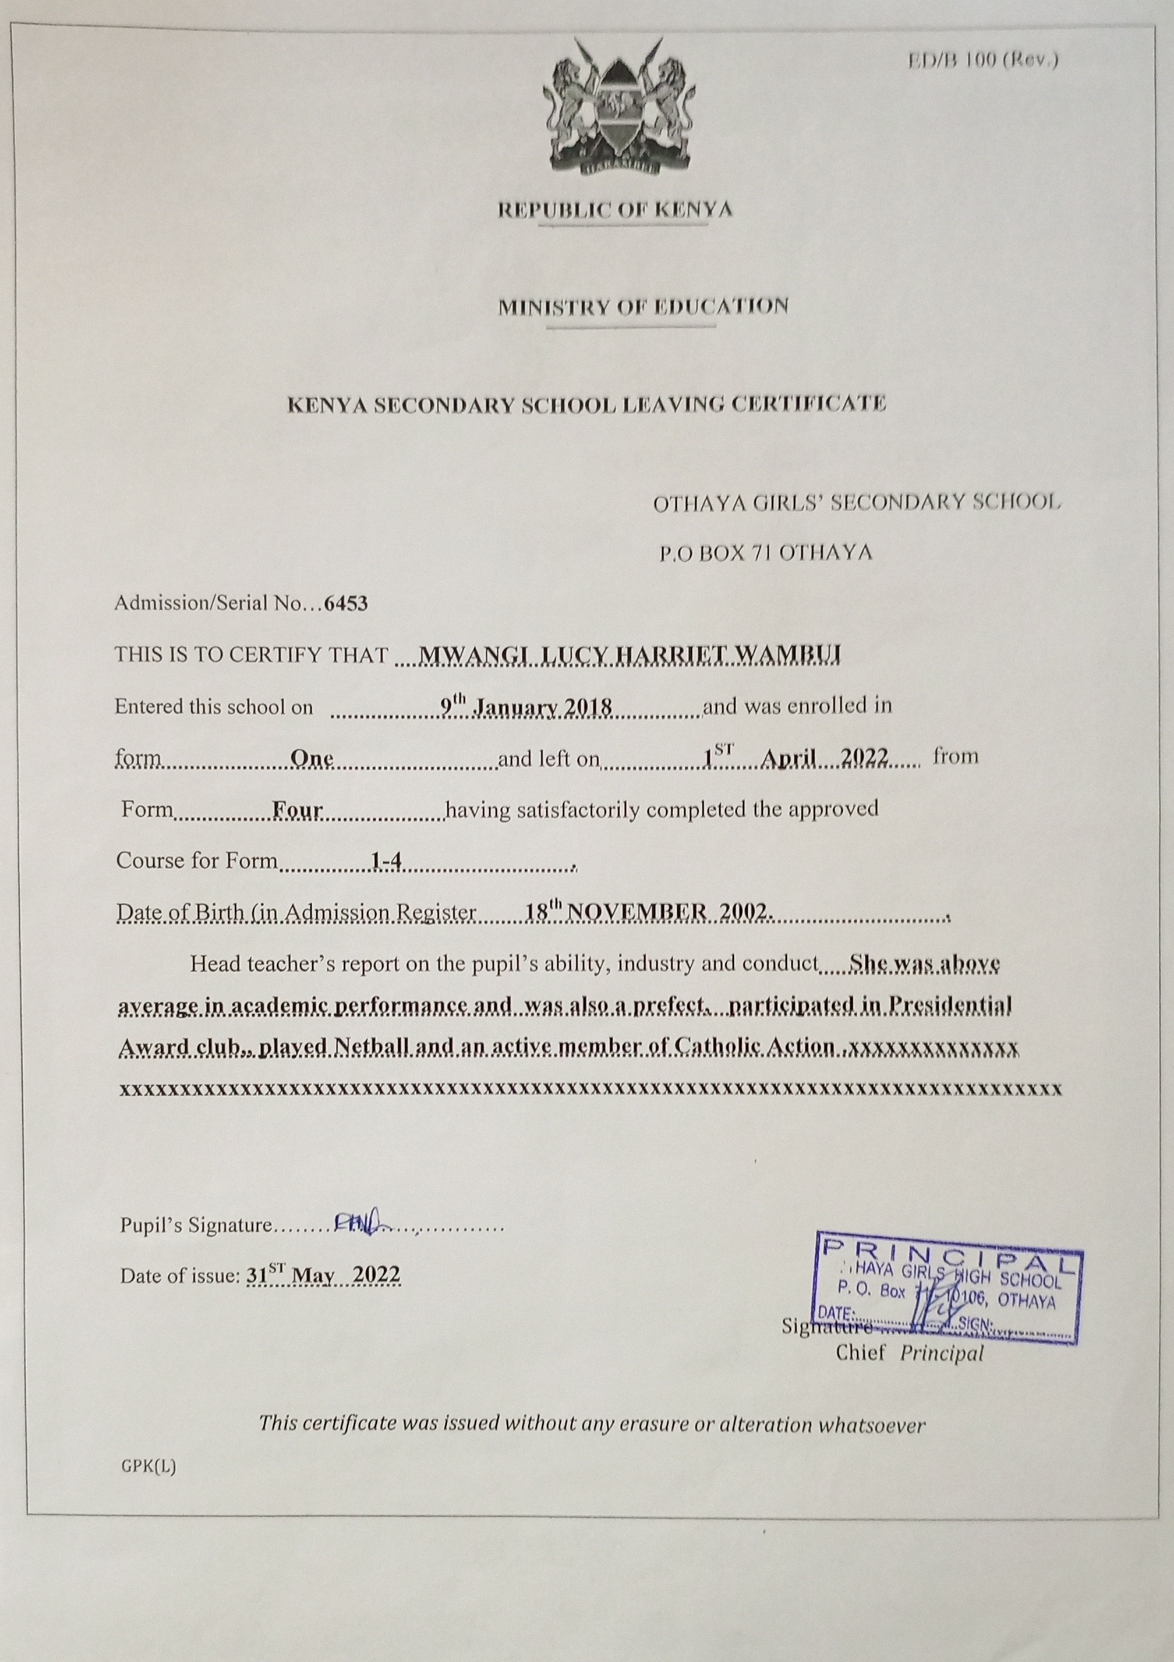 ED/B 100 (Rev.)
HARAMBEE
REPUBLIC OF KENYA
MINISTRY OF EDUCATION
KENYA SECONDARY SCHOOL LEAVING CERTIFICATE
OTHAYA GIRLS' SECONDARY SCHOOL
P.O BOX 71 OTHAYA
Admission/Serial No...6453
THIS IS TO CERTIFY THAT ....MWANGI LUCY HARRIET WAMBUI
Entered this school on ..................9th January 2018...............and was enrolled in
form......................One............................and left on..................1ST....April....2022...... from
Form.................Four.....................having satisfactorily completed the approved
Course for Form...............1-4..............................
Date of Birth (in Admission Register........18th NOVEMBER 2002...............................
Head teacher's report on the pupil's ability, industry and conduct.....She was above
average in academic performance and was also a prefect, participated in Presidential
Award club,, played Netball and an active member of Catholic Action .xxxxxxxxxxxxxx
xxxxxxxxxxxxxxxxxxxxxxxxxxxxxxxxxxxxxxxxxxxxxxxxxxxxxxxxxxxxxxxxxxxxxxxxxxxxx
Pupil's Signature.............................
Date of issue: 31ST May 2022
PRINCIPAL
HAYA GIRLS HIGH SCHOOL
P. O. Box 10106, OTHAYA
DATE:..................SIGN:..................
Signature
Chief Principal
This certificate was issued without any erasure or alteration whatsoever
GPK(L)